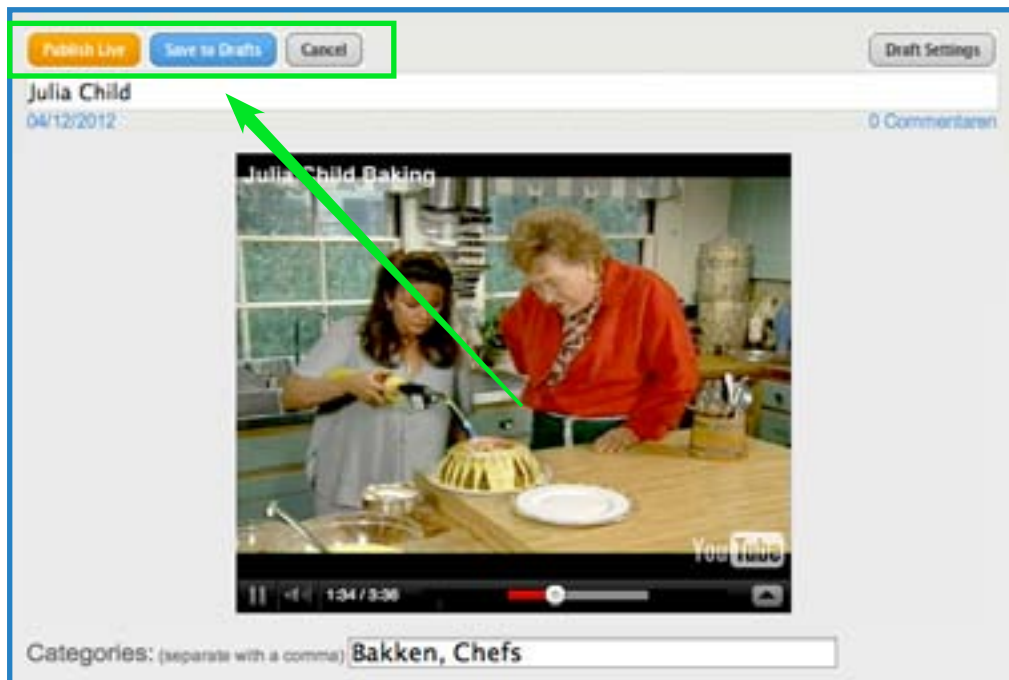 Publish Live Save to Drafts Cancel Draft Settings
Julia Child
04/12/2012 0 Commentaren
Julia Child Baking
YouTube
1:34 / 3:36
Categories: (separate with a comma) Bakken, Chefs